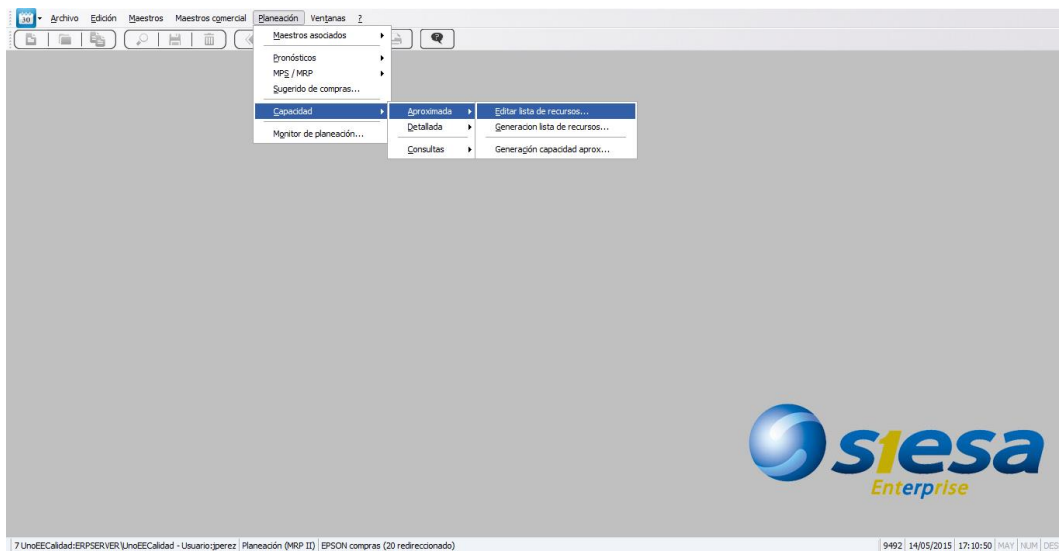 30 Archivo Edición Maestros Maestros comercial Planeación Ventanas ?
Maestros asociados
Pronósticos
MPS / MRP
Sugerido de compras...
Capacidad
Monitor de planeación...
Aproximada
Detallada
Consultas
Editar lista de recursos...
Generacion lista de recursos...
Generación capacidad aprox...
s1esa
Enterprise
7 UnoEECalidad:ERPSERVER\UnoEECalidad - Usuario:jperez Planeación (MRP II) EPSON compras (20 redireccionado) 9492 14/05/2015 17:10:50 MAY NUM DES